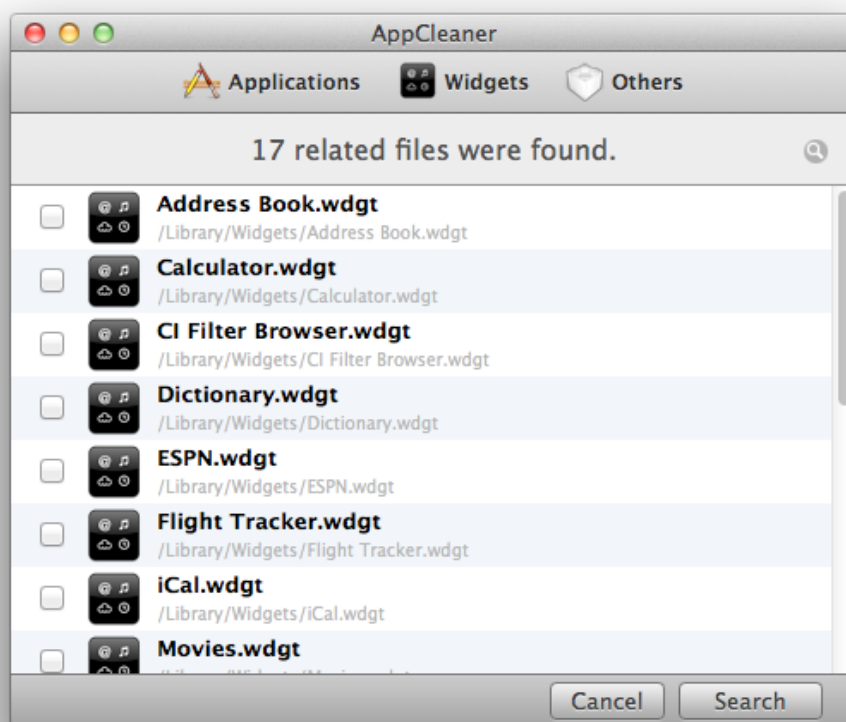 AppCleaner
Applications Widgets Others
17 related files were found.
Address Book.wdgt
/Library/Widgets/Address Book.wdgt
Calculator.wdgt
/Library/Widgets/Calculator.wdgt
CI Filter Browser.wdgt
/Library/Widgets/CI Filter Browser.wdgt
Dictionary.wdgt
/Library/Widgets/Dictionary.wdgt
ESPN.wdgt
/Library/Widgets/ESPN.wdgt
Flight Tracker.wdgt
/Library/Widgets/Flight Tracker.wdgt
iCal.wdgt
/Library/Widgets/iCal.wdgt
Movies.wdgt
Cancel Search